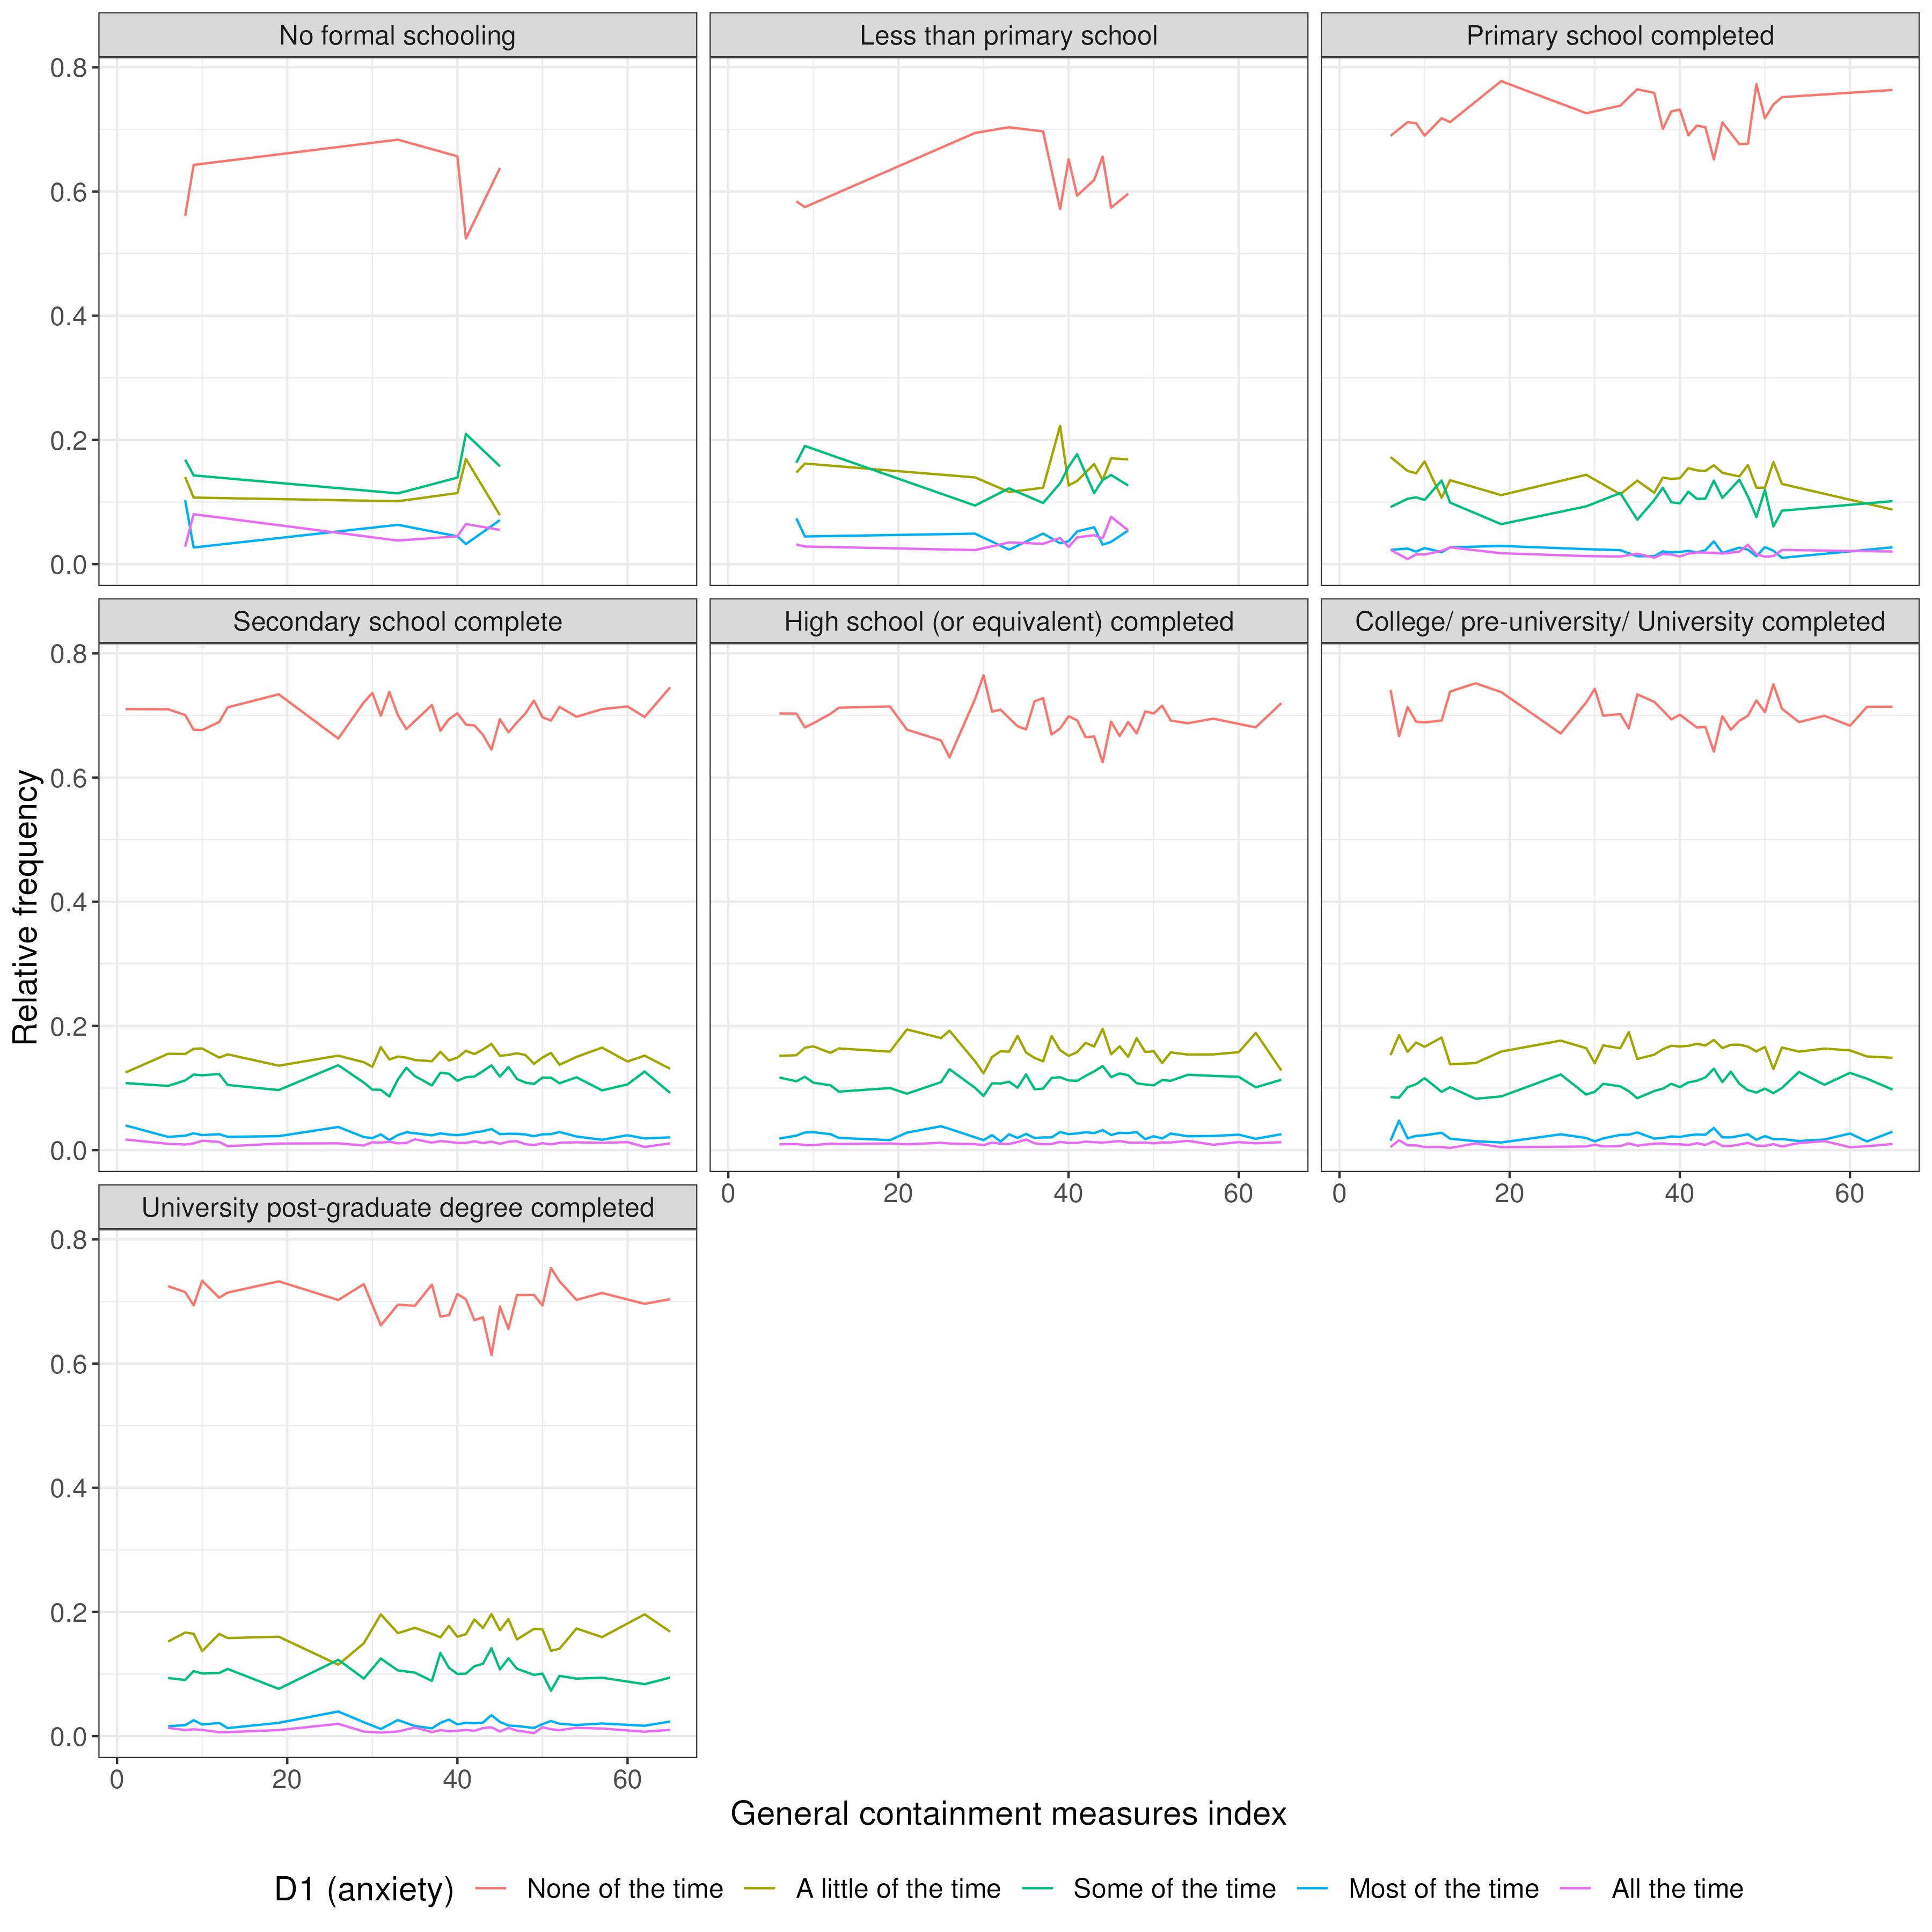 No formal schooling
Less than primary school
Primary school completed
0.8
0.6
0.4
0.2
0.0
Secondary school complete
High school (or equivalent) completed
College/ pre-university/ University completed
0.8
0.6
0.4
0.2
0.0
0 20 40 60
0 20 40 60
University post-graduate degree completed
0.8
0.6
0.4
0.2
0.0
0 20 40 60
Relative frequency
General containment measures index
D1 (anxiety) None of the time A little of the time Some of the time Most of the time All the time